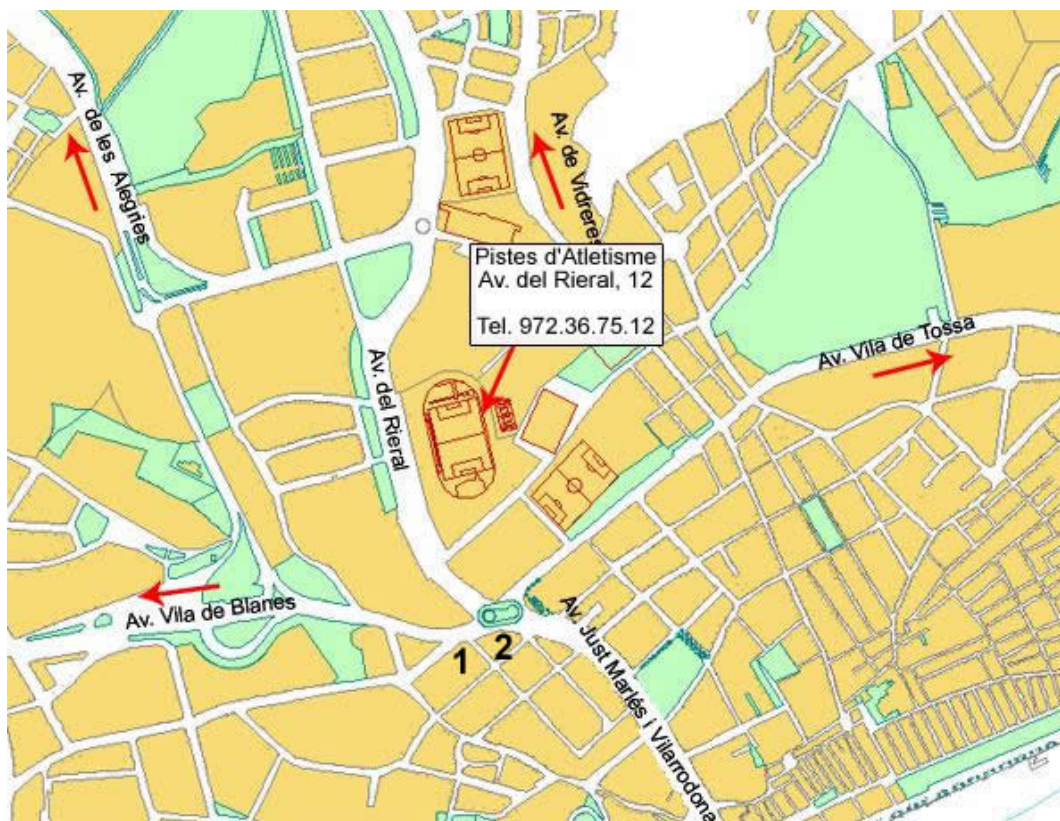 Av. de les Alegries
Av. de Vidreres
Pistes d'Atletisme
Av. del Rieral, 12
Tel. 972.36.75.12
Av. Vila de Tossa
Av. del Rieral
Av. Vila de Blanes
1
2
Av. Just Marlés i Vilarrodona